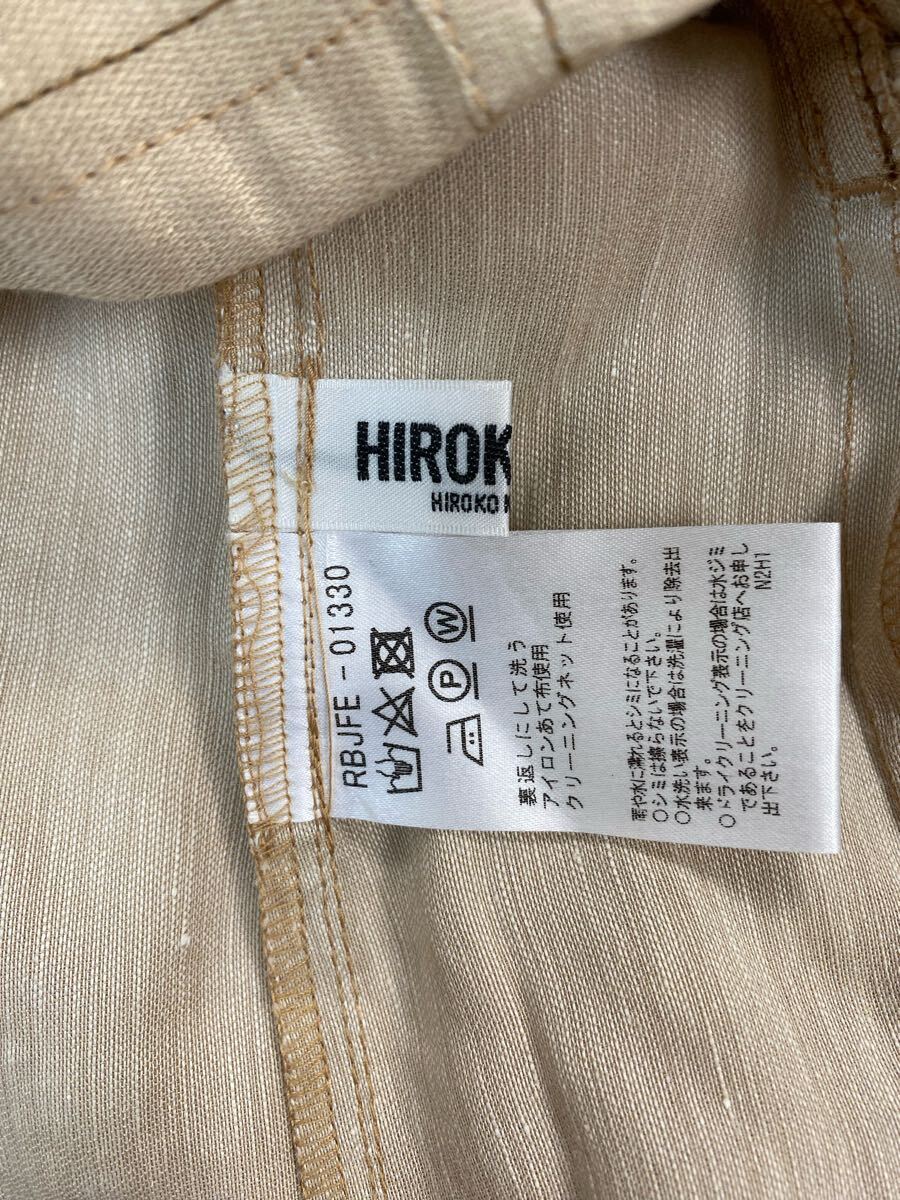 HIROK
HIROKO
RBJFE-01330
P
W
裏返しにして洗う
アイロンあて布使用
クリーニングネット使用
雨や水に濡れるとシミになることがあります。
○シミは擦らないで下さい。
○水洗い表示の場合は洗濯により除去出
来ます。
○ドライクリーニング表示の場合は水ジミ
であることをクリーニング店へお申し
出下さい。
N2H1